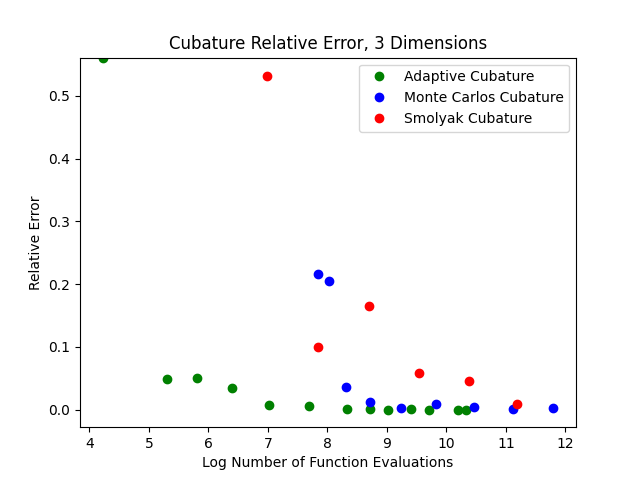 Cubature Relative Error, 3 Dimensions
Adaptive Cubature
Monte Carlos Cubature
Smolyak Cubature
Relative Error
0.5
0.4
0.3
0.2
0.1
0.0
4 5 6 7 8 9 10 11 12
Log Number of Function Evaluations